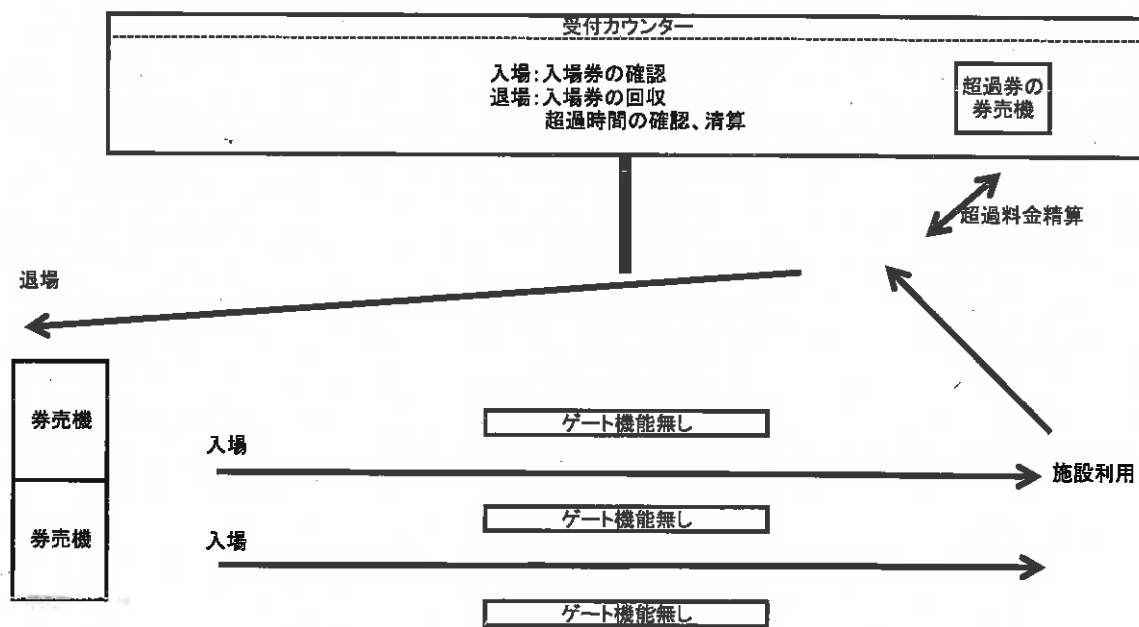 受付カウンター
入場：入場券の確認
退場：入場券の回収
超過時間の確認、清算
超過券の
券売機
超過料金精算
退場
券売機
ゲート機能無し
入場
施設利用
ゲート機能無し
券売機
入場
ゲート機能無し